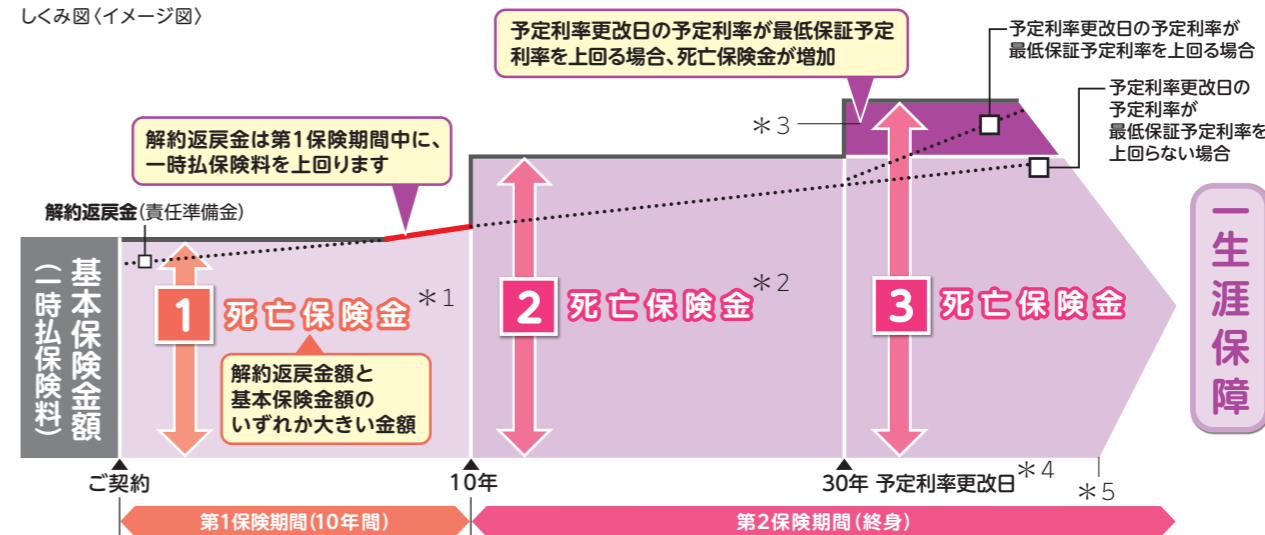 しくみ図〈イメージ図〉
予定利率更改日の予定利率が最低保証予定
利率を上回る場合、死亡保険金が増加
予定利率更改日の予定利率が
最低保証予定利率を上回る場合
予定利率更改日の
予定利率が
最低保証予定利率を
上回らない場合
＊3
解約返戻金は第1保険期間中に、
一時払保険料を上回ります
解約返戻金(責任準備金)
基本保険金額
(一時払保険料)
1 死亡保険金＊1
解約返戻金額と
基本保険金額の
いずれか大きい金額
2 死亡保険金＊2
3 死亡保険金
一生涯保障
ご契約
10年
30年 予定利率更改日＊4
＊5
第1保険期間(10年間)
第2保険期間(終身)